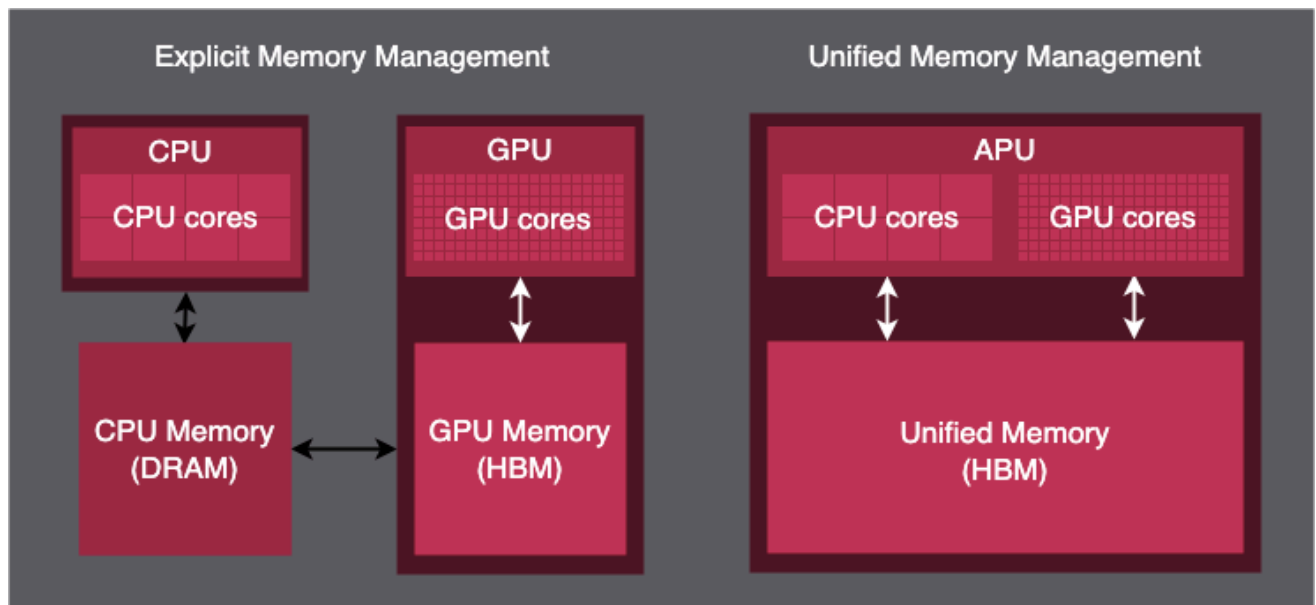 Explicit Memory Management
CPU
CPU cores
GPU
GPU cores
CPU Memory
(DRAM)
GPU Memory
(HBM)
Unified Memory Management
APU
CPU cores
GPU cores
Unified Memory
(HBM)